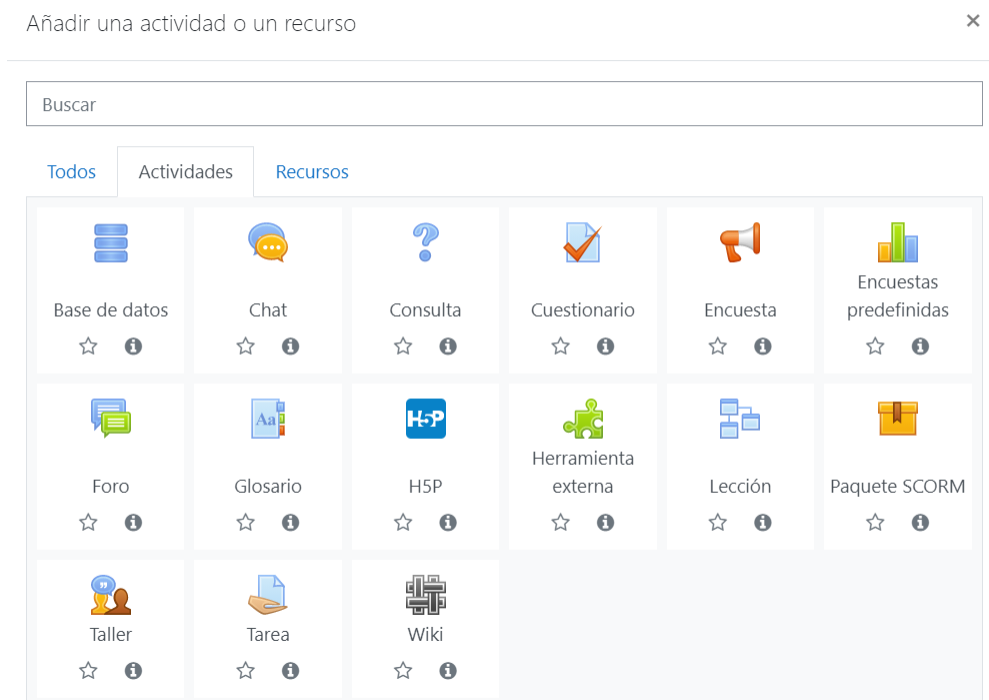 Añadir una actividad o un recurso
×
Buscar
Todos Actividades Recursos
Base de datos
Chat
Consulta
Cuestionario
Encuesta
Encuestas
predefinidas
Aa
Foro
Glosario
H5P
H5P
Herramienta
externa
Lección
Paquete SCORM
Taller
Tarea
Wiki